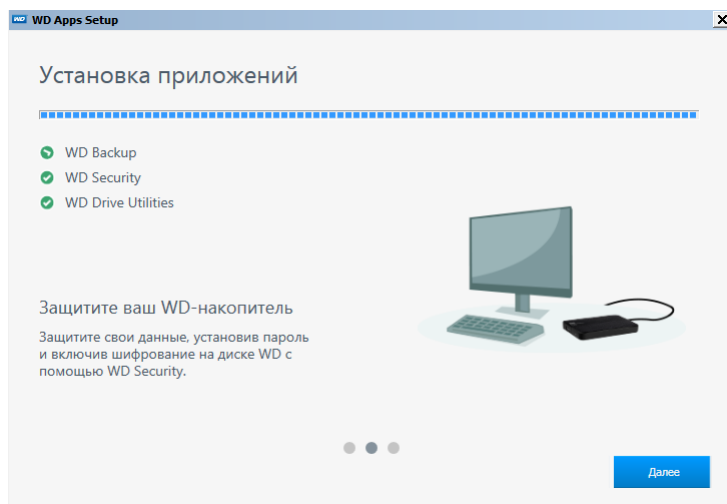 WD WD Apps Setup
Установка приложений
WD Backup
WD Security
WD Drive Utilities
Защитите ваш WD-накопитель
Защитите свои данные, установив пароль
и включив шифрование на диске WD с
помощью WD Security.
Далее